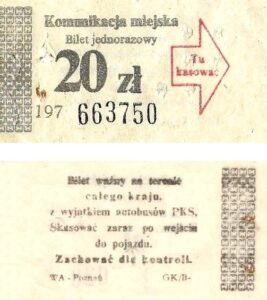 Komunikacja miejska
Bilet jednorazowy
20 zł
Tu
kasować
197 663750
Bilet ważny na terenie
całego kraju,
z wyjątkiem autobusów PKS.
Skasować zaraz po wejściu
do pojazdu.
Zachować dla kontroli.
WA - Poznań GK/B-